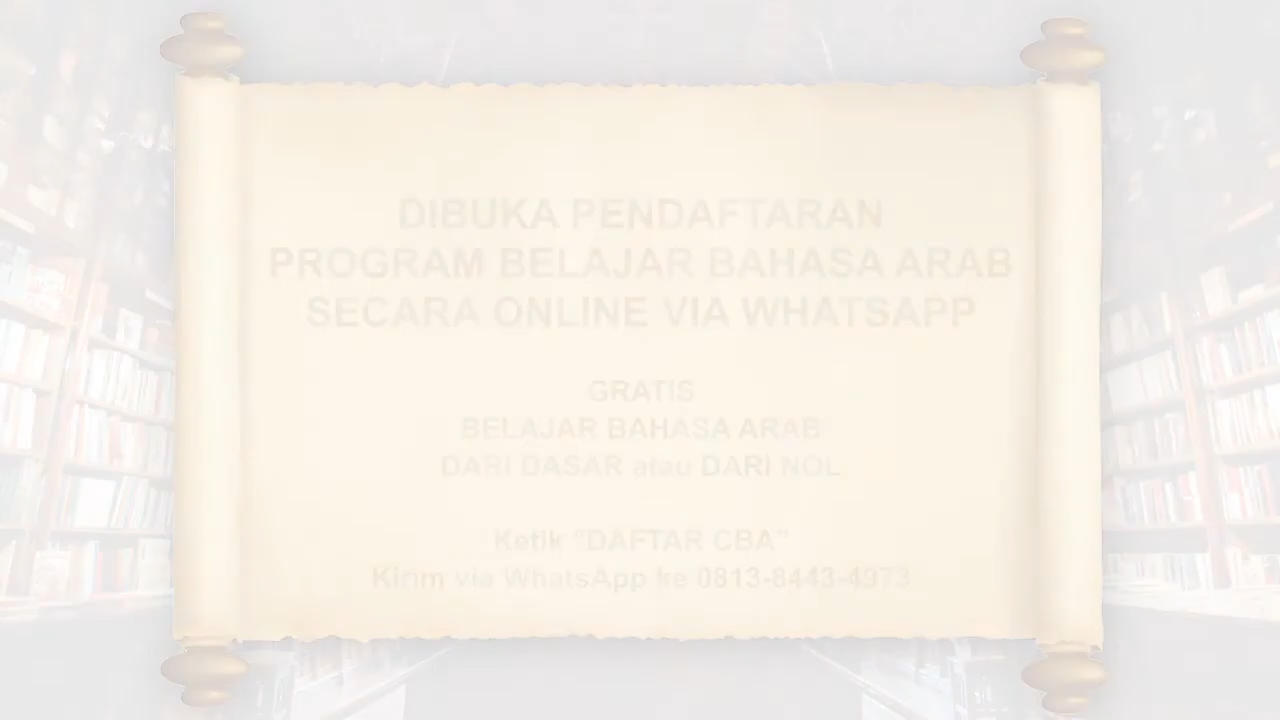 DIBUKA PENDAFTARAN
PROGRAM BELAJAR BAHASA ARAB
SECARA ONLINE VIA WHATSAPP
GRATIS
BELAJAR BAHASA ARAB
DARI DASAR atau DARI NOL
Ketik "DAFTAR CBA"
Kirim via WhatsApp ke 0813-8443-4973